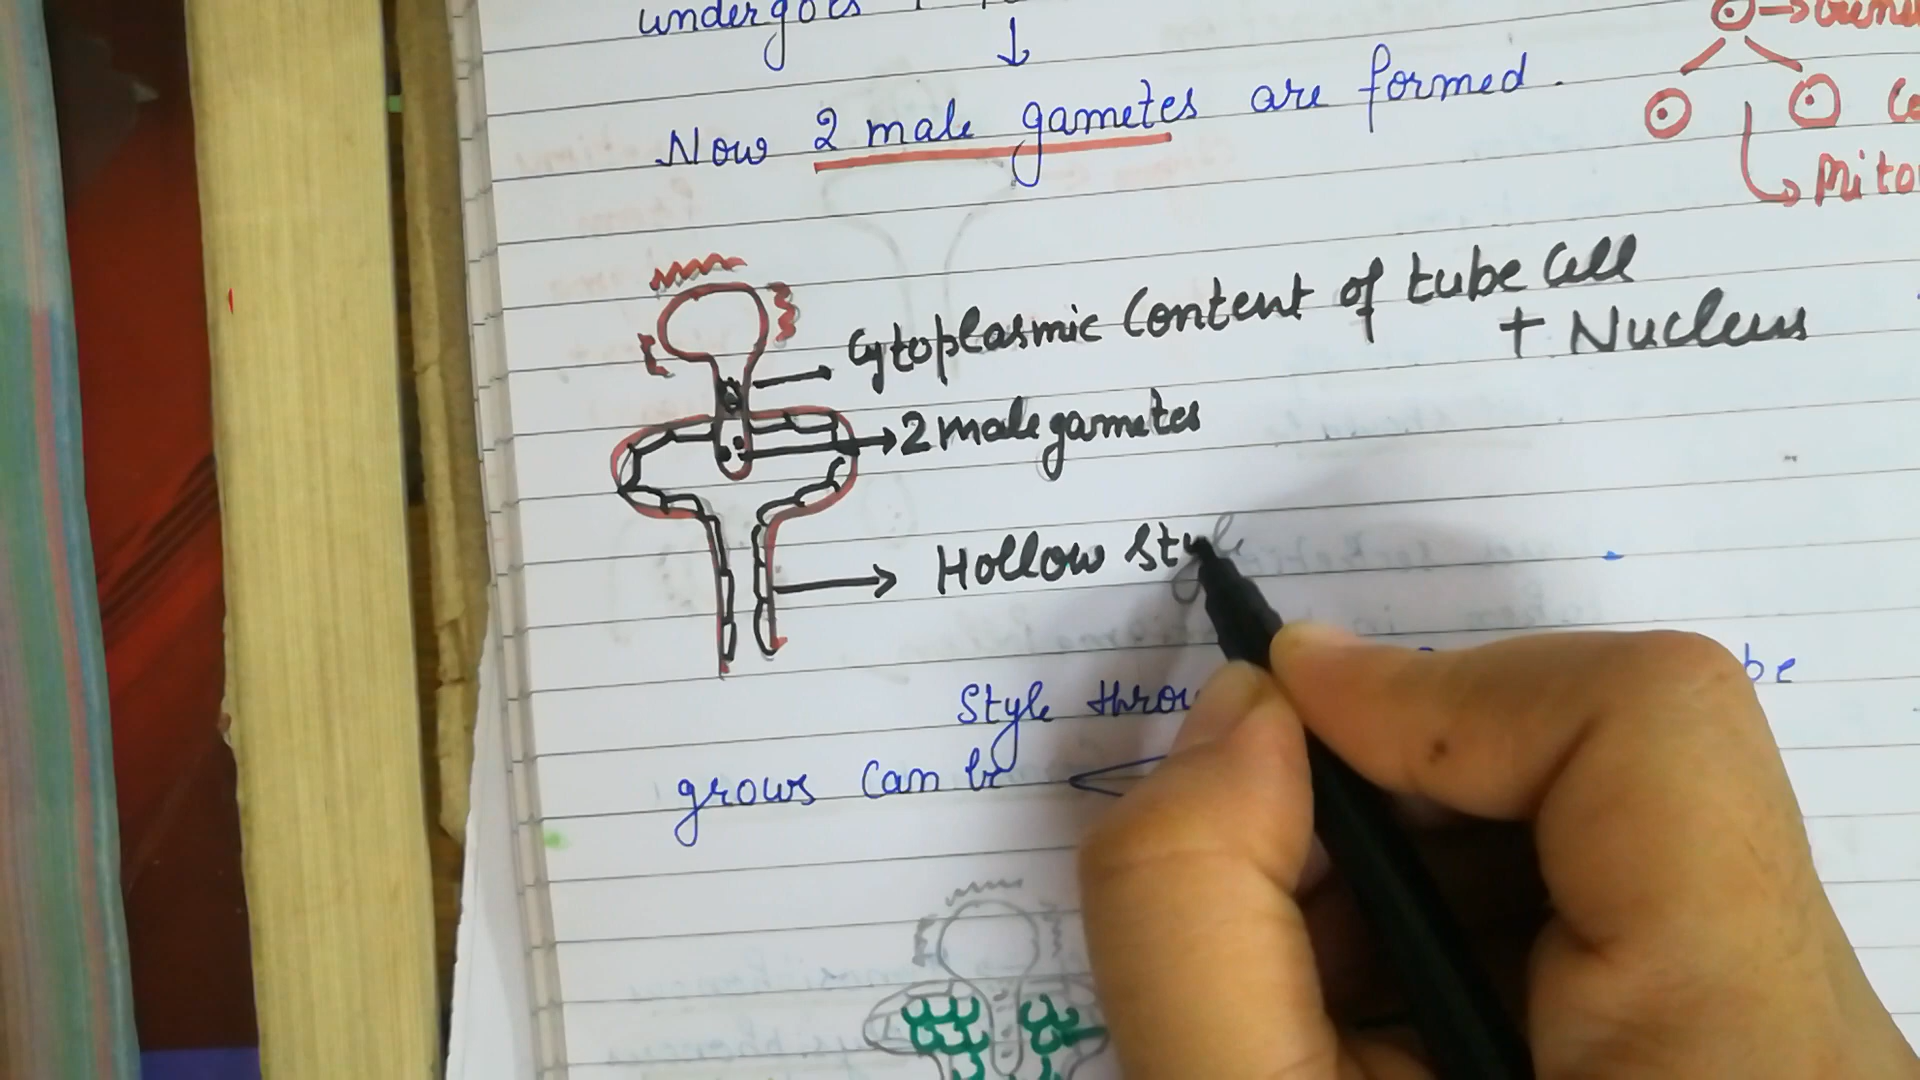 undergoes
↓
Now 2 male gametes are formed.
Cytoplasmic Content of tube Cell
+ Nucleus
→ 2 male gametes
→ Hollow Style
Style
be
grows can be